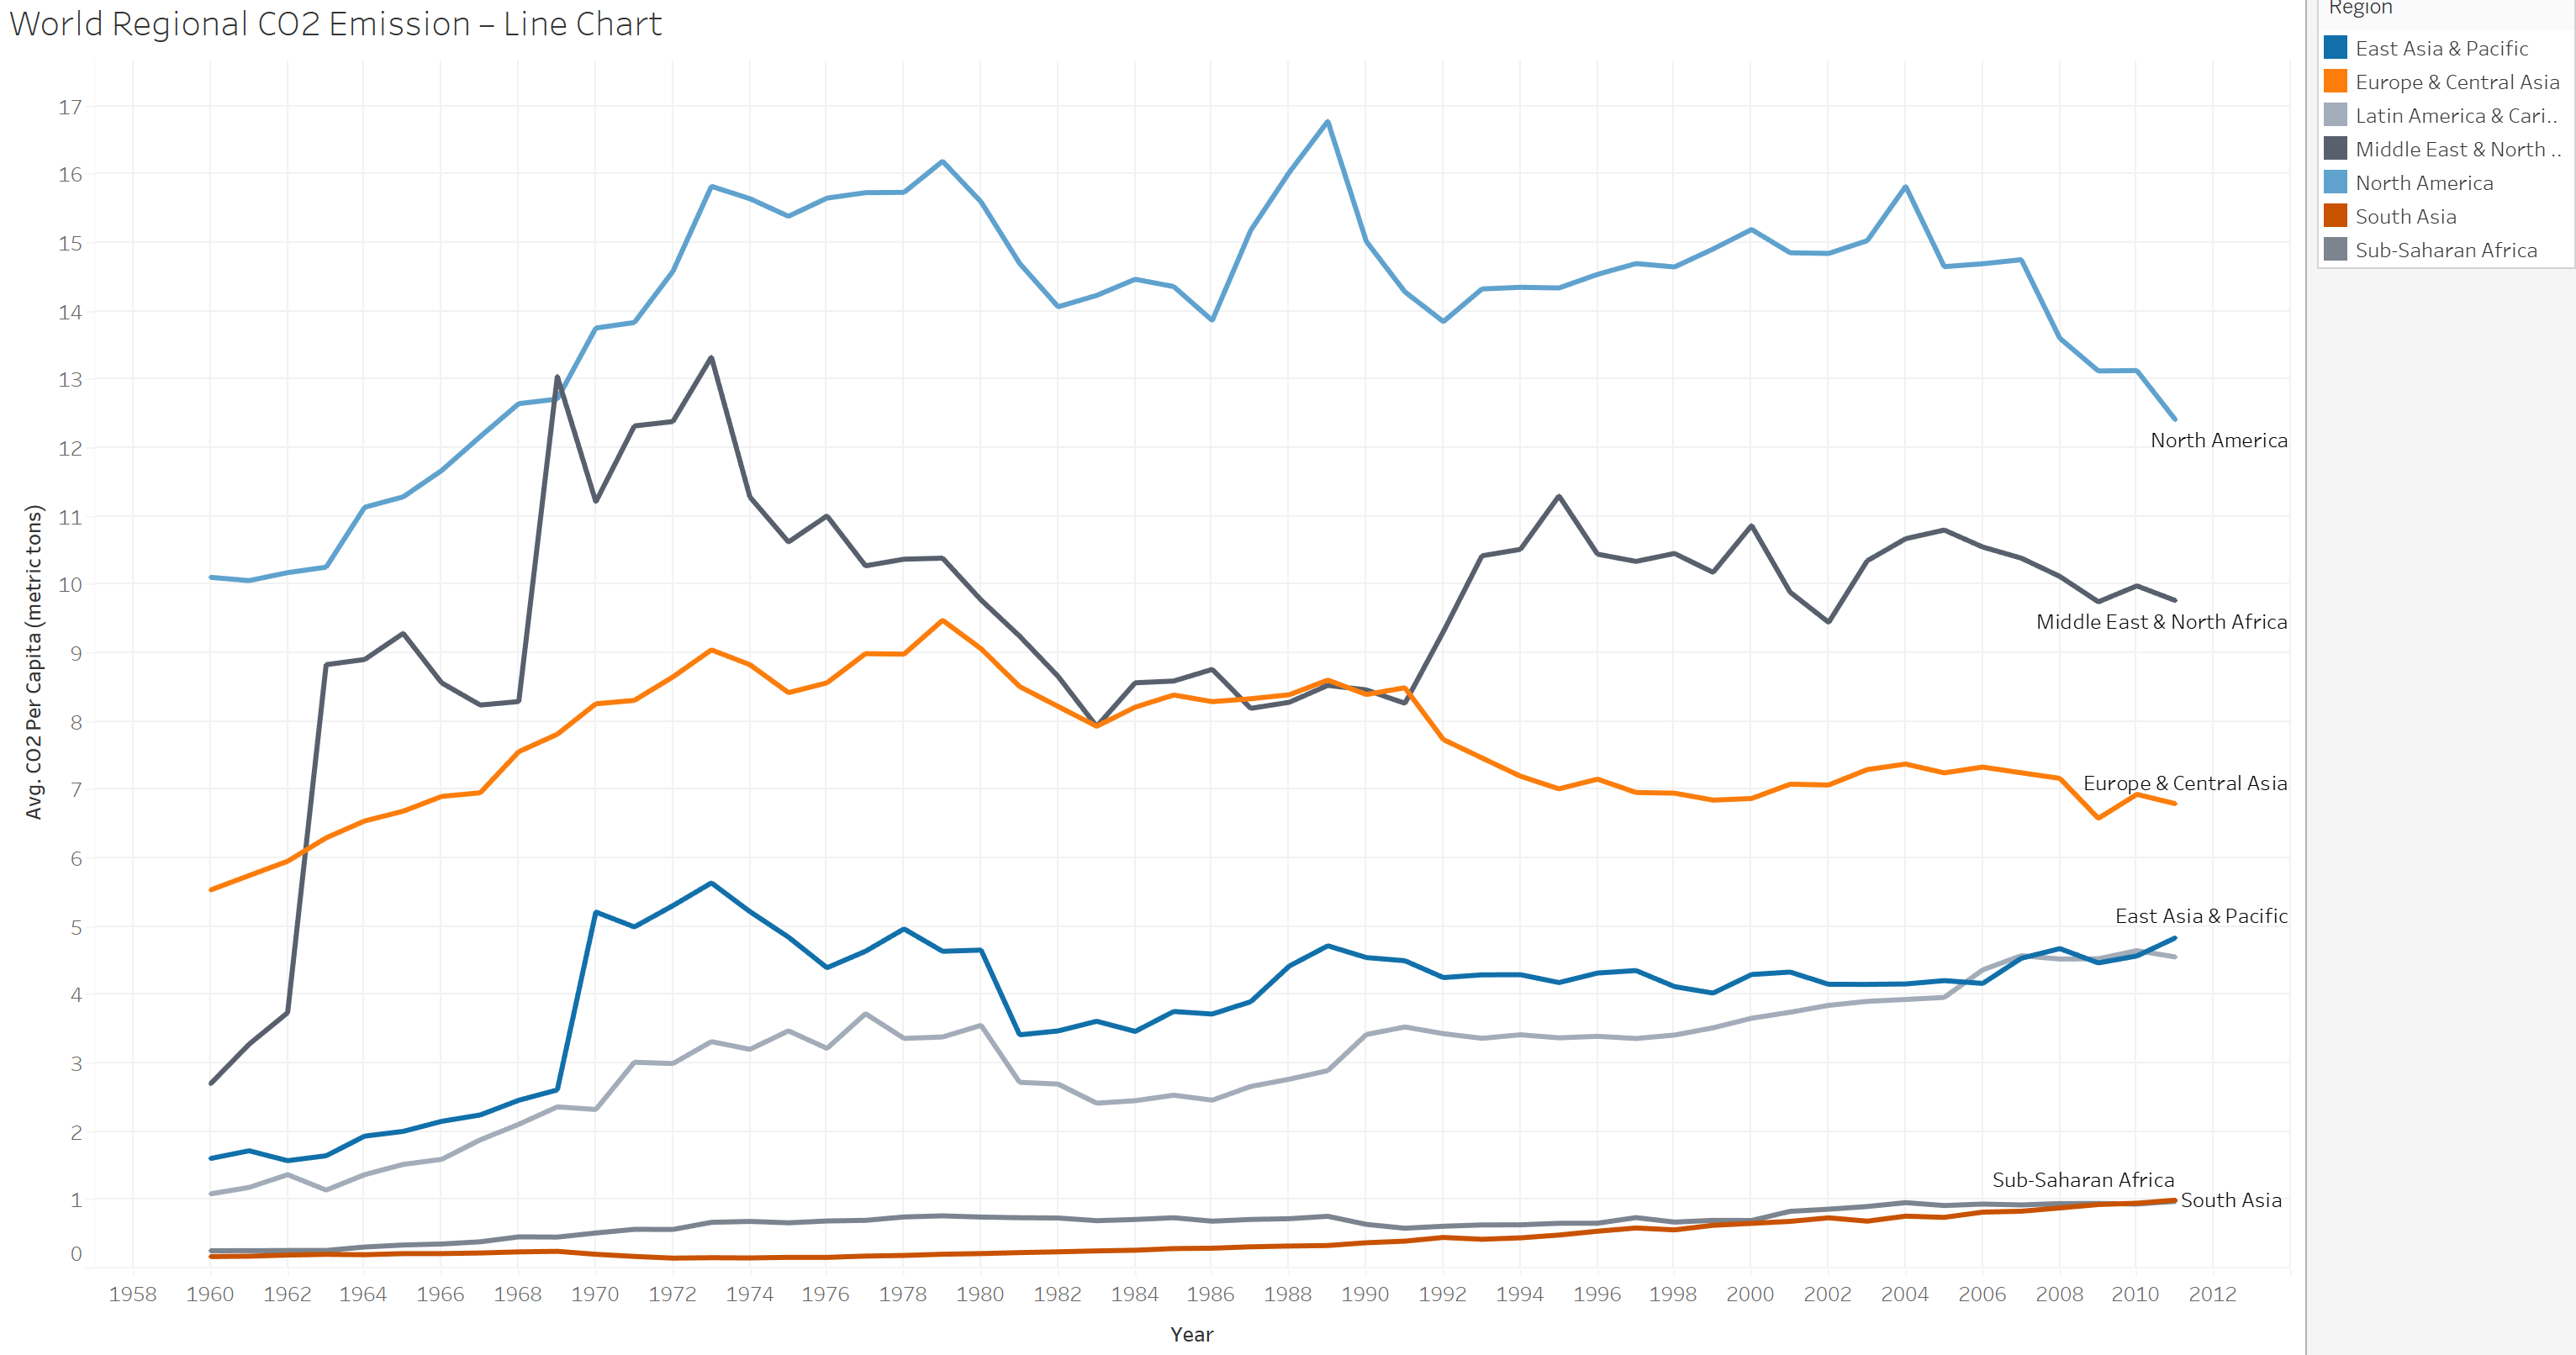 World Regional CO2 Emission – Line Chart
Region
East Asia & Pacific
Europe & Central Asia
Latin America & Cari..
Middle East & North ..
North America
South Asia
Sub-Saharan Africa
Avg. CO2 Per Capita (metric tons)
17
16
15
14
13
12
11
10
9
8
7
6
5
4
3
2
1
0
North America
Middle East & North Africa
Europe & Central Asia
East Asia & Pacific
Sub-Saharan Africa
South Asia
1958 1960 1962 1964 1966 1968 1970 1972 1974 1976 1978 1980 1982 1984 1986 1988 1990 1992 1994 1996 1998 2000 2002 2004 2006 2008 2010 2012
Year